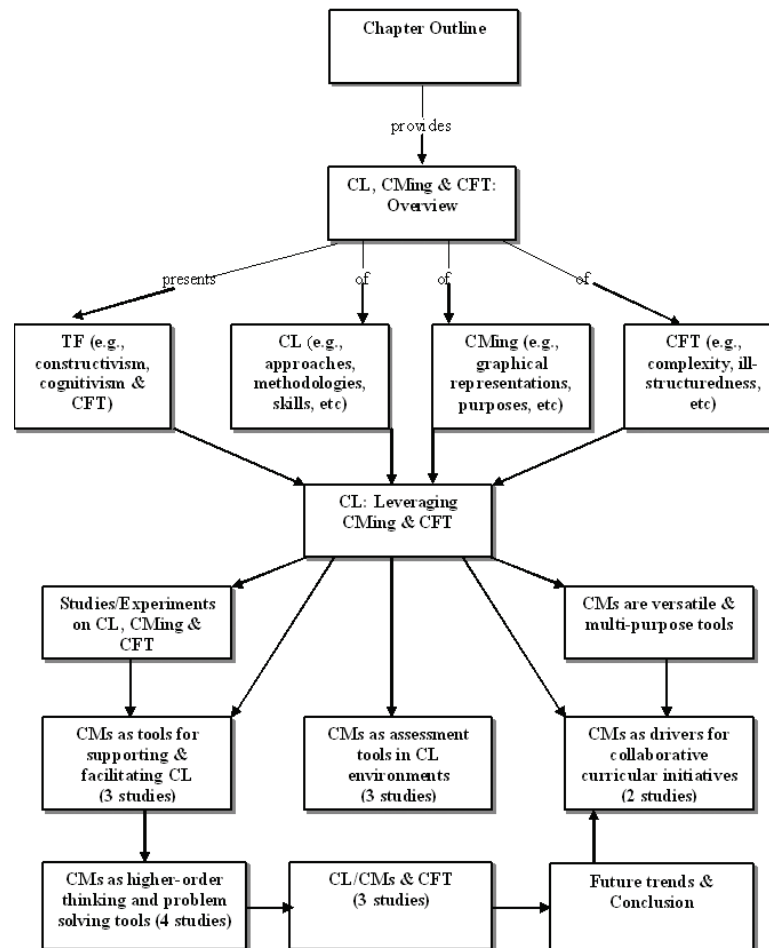 Chapter Outline
provides
CL, CMing & CFT:
Overview
presents
of
of
of
TF (e.g.,
constructivism,
cognitivism &
CFT)
CL (e.g.,
approaches,
methodologies,
skills, etc)
CMing (e.g.,
graphical
representations,
purposes, etc)
CFT (e.g.,
complexity, ill-
structuredness,
etc)
CL: Leveraging
CMing & CFT
Studies/Experiments
on CL, CMing &
CFT
CMs are versatile &
multi-purpose tools
CMs as tools for
supporting &
facilitating CL
(3 studies)
CMs as assessment
tools in CL
environments
(3 studies)
CMs as drivers for
collaborative
curricular initiatives
(2 studies)
CMs as higher-order
thinking and problem
solving tools (4 studies)
CL/CMs & CFT
(3 studies)
Future trends &
Conclusion